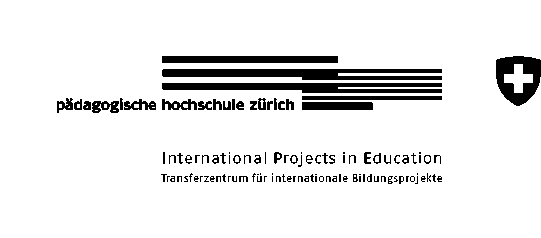 pädagogische hochschule zürich
International Projects in Education
Transferzentrum für internationale Bildungsprojekte